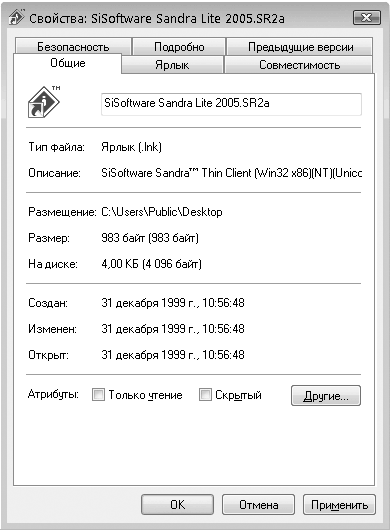 Свойства: SiSoftware Sandra Lite 2005.SR2a
Безопасность Подробно Предыдущие версии
Общие Ярлык Совместимость
TM
SiSoftware Sandra Lite 2005.SR2a
Тип файла: Ярлык (.lnk)
Описание: SiSoftware Sandra™ Thin Client (Win32 x86)(NT)(Unico
Размещение: C:\Users\Public\Desktop
Размер: 983 байт (983 байт)
На диске: 4,00 КБ (4 096 байт)
Создан: 31 декабря 1999 г., 10:56:48
Изменен: 31 декабря 1999 г., 10:56:48
Открыт: 31 декабря 1999 г., 10:56:48
Атрибуты: Только чтение Скрытый Другие...
OK Отмена Применить